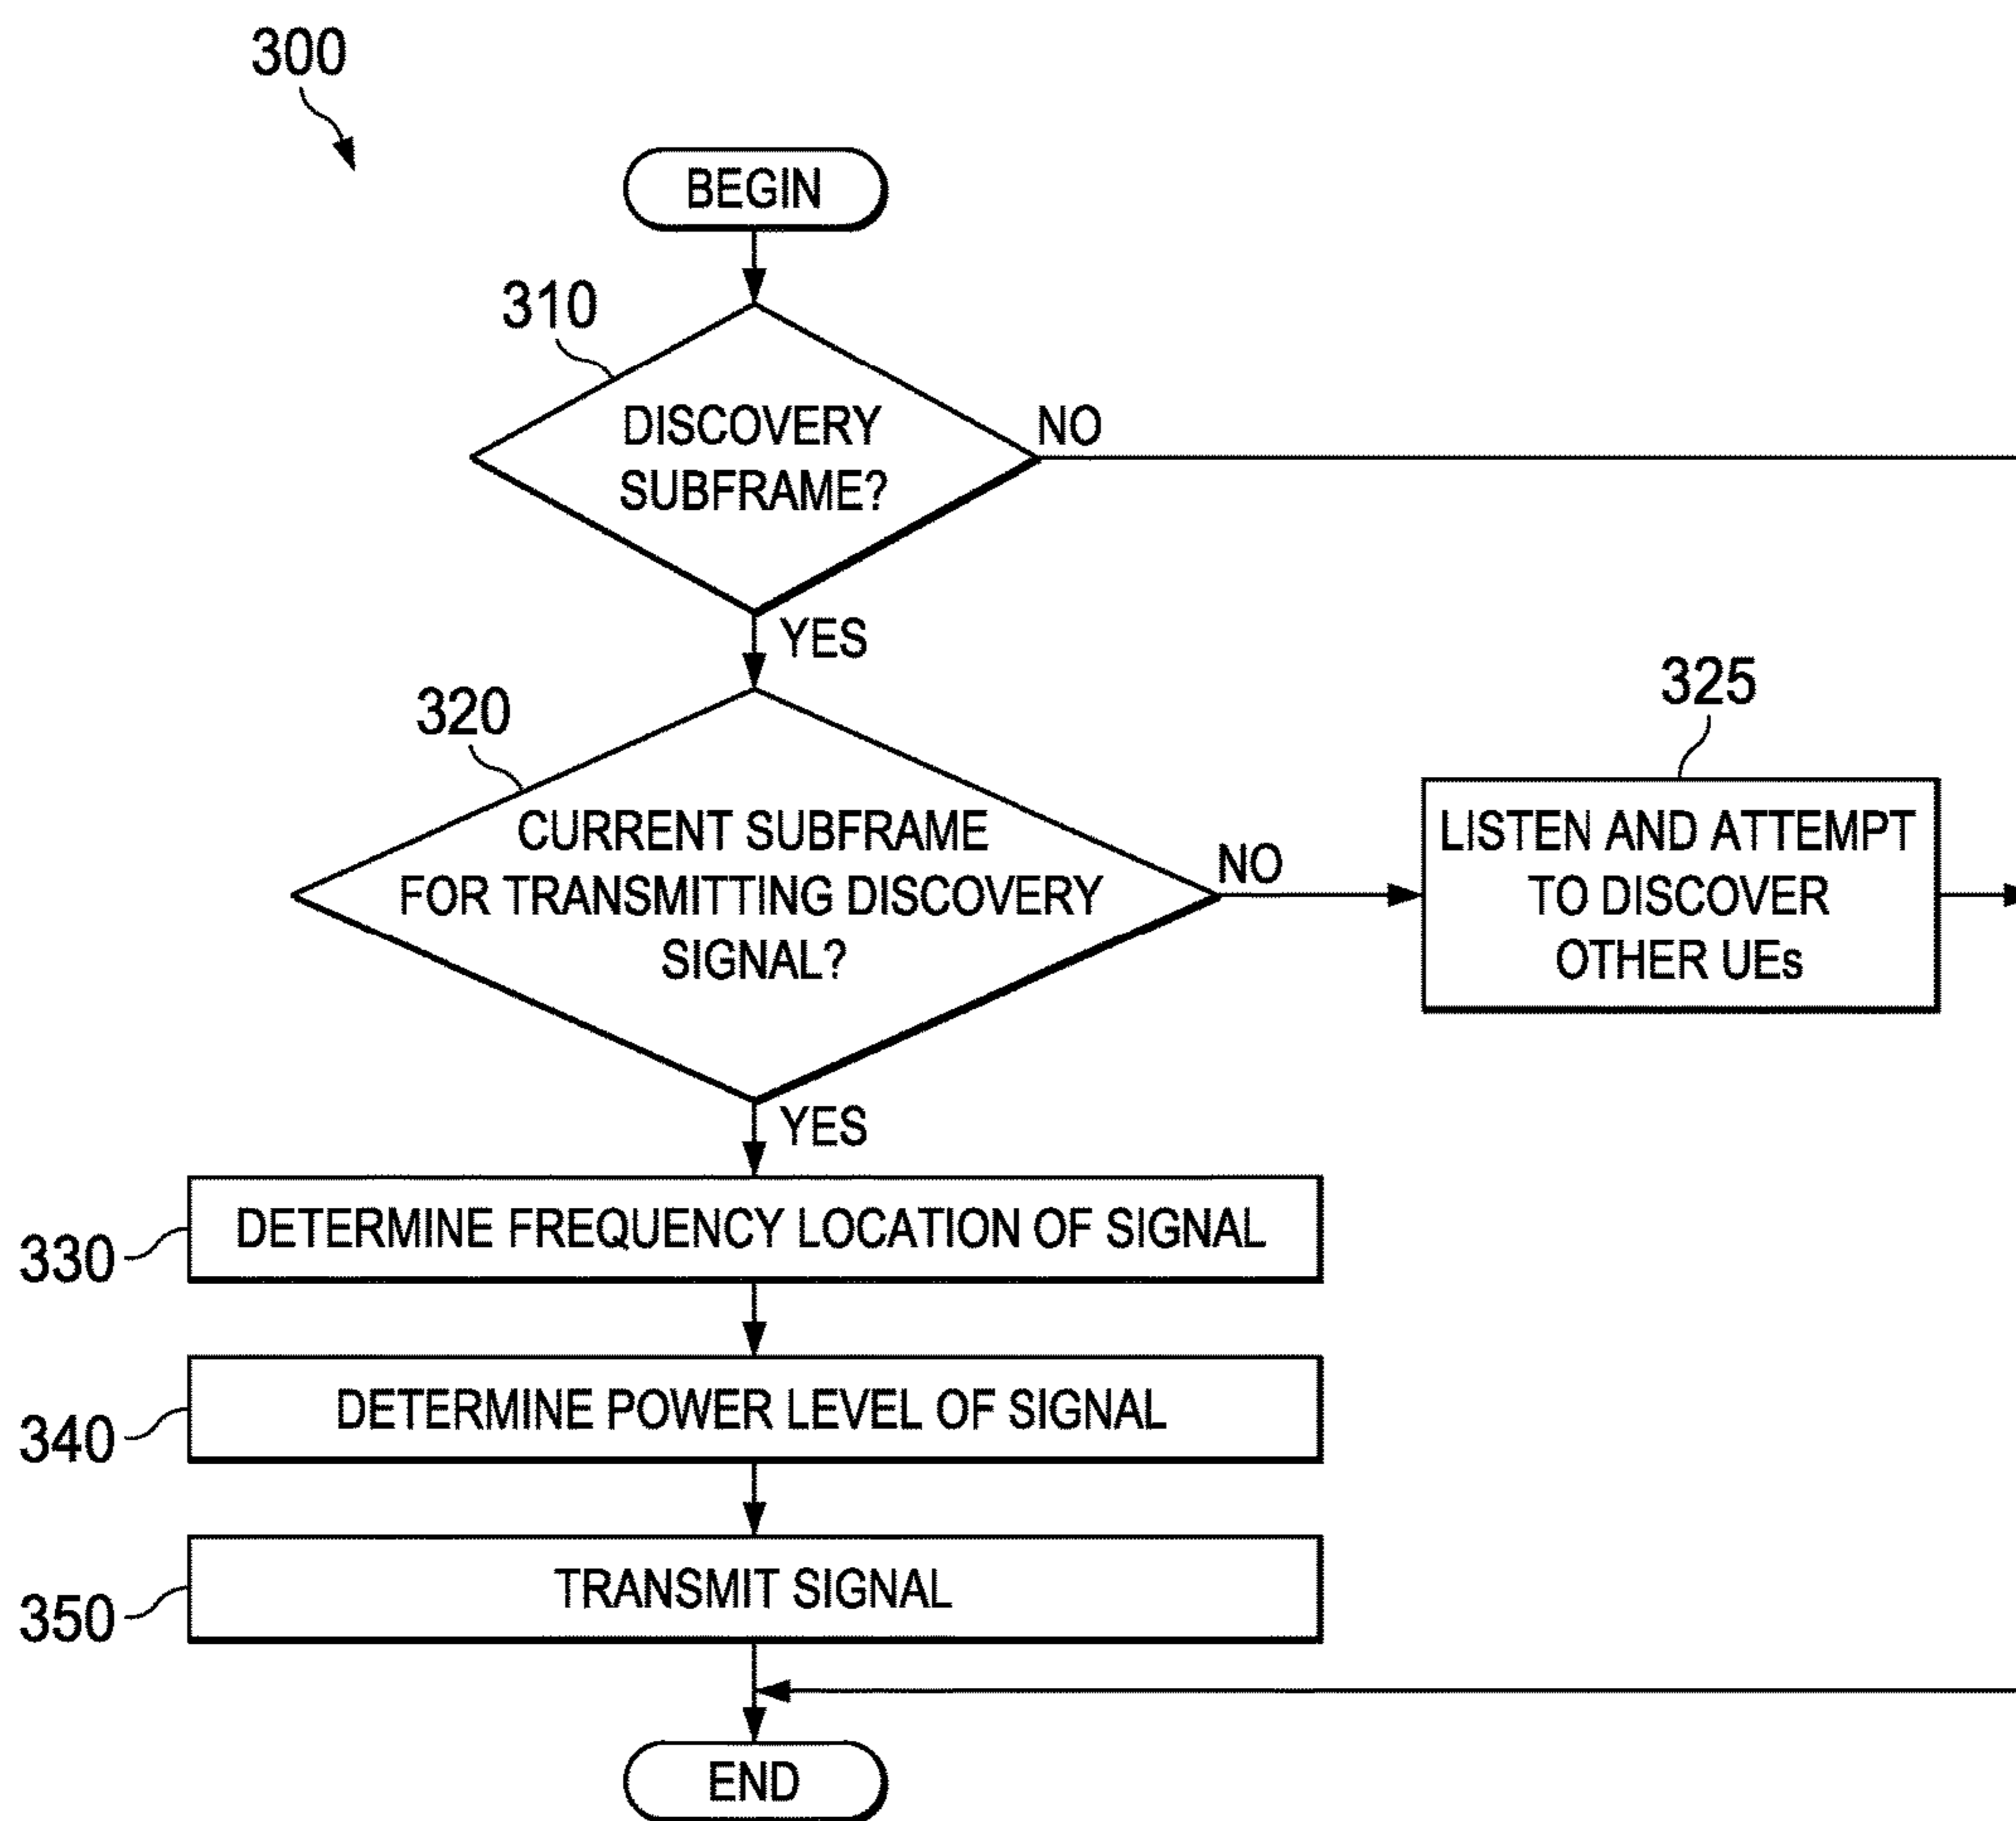 300
BEGIN
310
DISCOVERY
SUBFRAME?
NO
YES
320
CURRENT SUBFRAME
FOR TRANSMITTING DISCOVERY
SIGNAL?
NO
325
LISTEN AND ATTEMPT
TO DISCOVER
OTHER UEs
YES
330
DETERMINE FREQUENCY LOCATION OF SIGNAL
340
DETERMINE POWER LEVEL OF SIGNAL
350
TRANSMIT SIGNAL
END